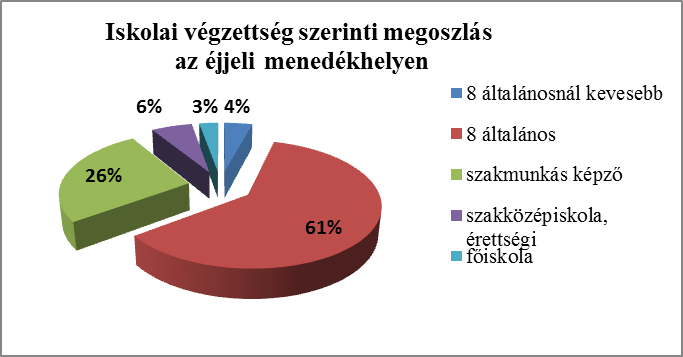 Iskolai végzettség szerinti megoszlás
az éjjeli menedékhelyen
6%
3%
4%
26%
61%
8 általánosnál kevesebb
8 általános
szakmunkás képző
szakközépiskola,
érettségi
főiskola